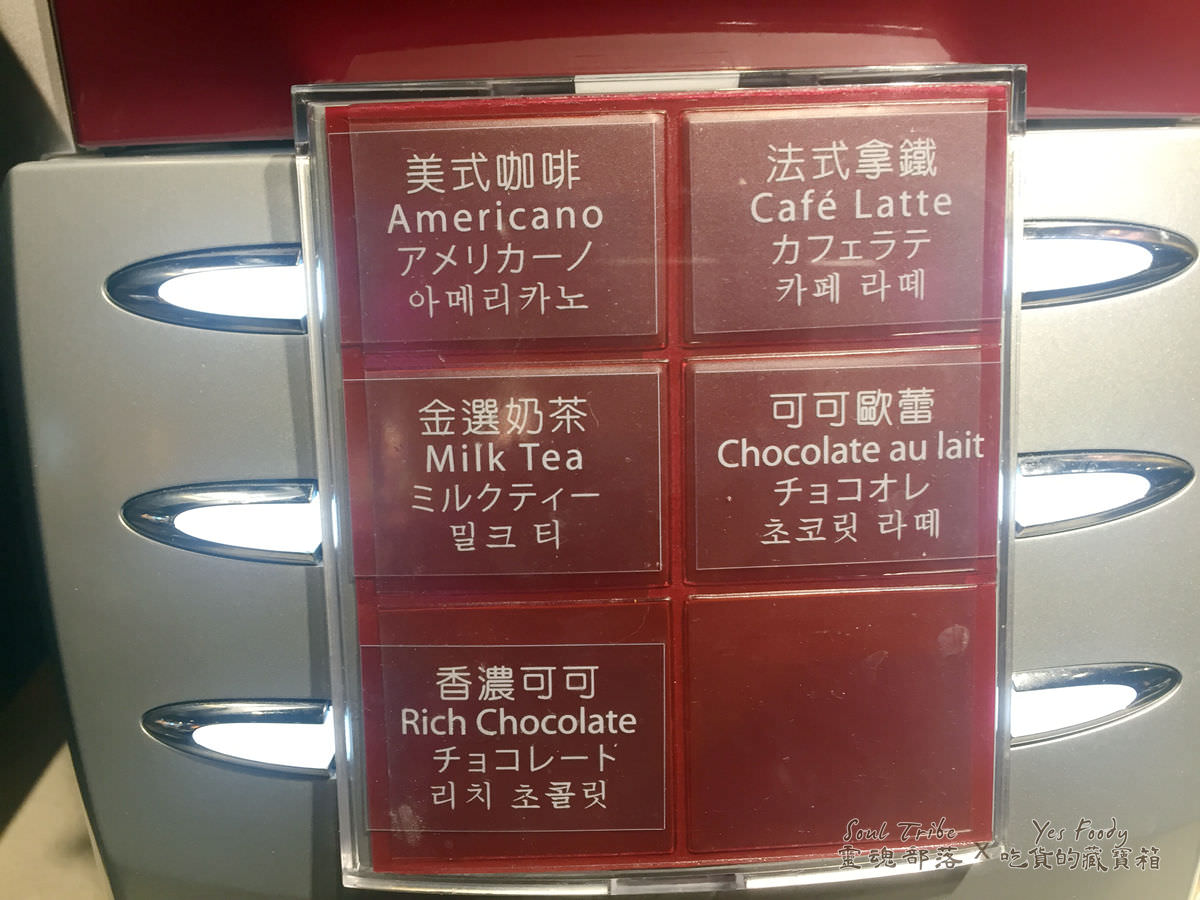 美式咖啡
Americano
アメリカーノ
아메리카노
法式拿鐵
Café Latte
カフェラテ
카페 라떼
金選奶茶
Milk Tea
ミルクティー
밀크 티
可可歐蕾
Chocolate au lait
チョコオレ
초코릿 라떼
香濃可可
Rich Chocolate
チョコレート
리치 초콜릿
Soul Tribe
靈魂部落 × Yes Foody
吃貨的藏寶箱